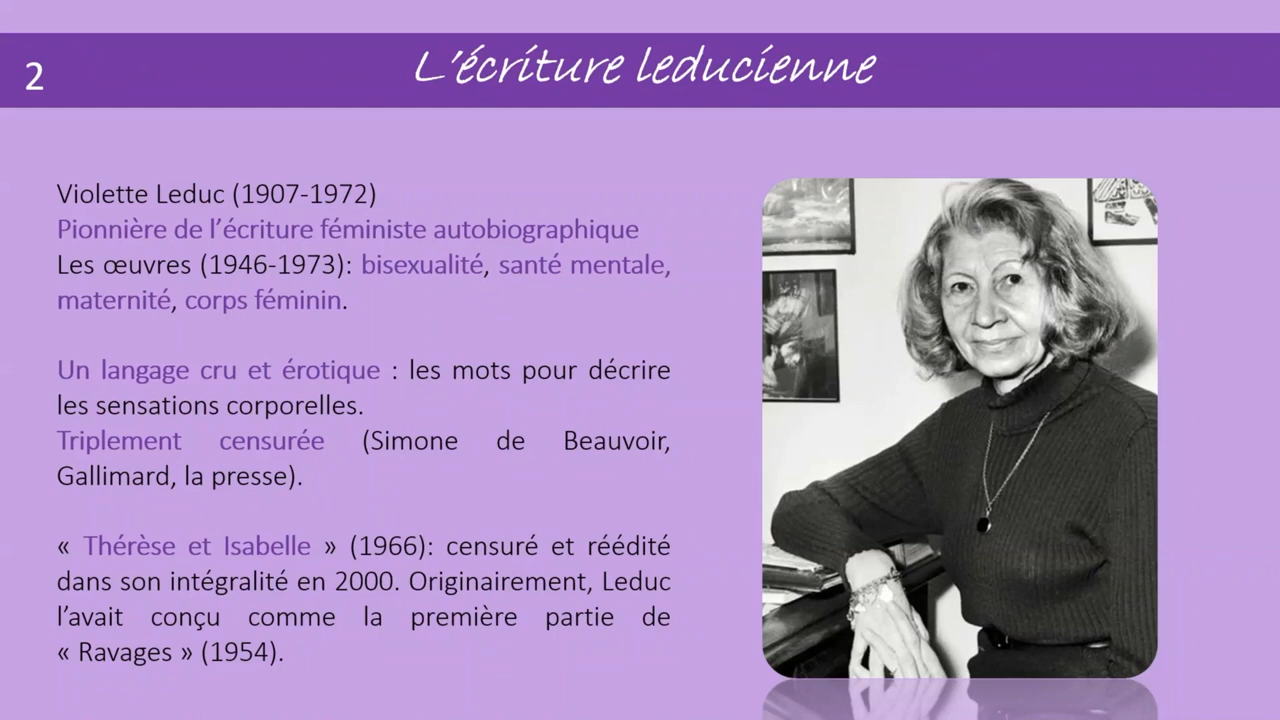 2
L’écriture leducienne
Violette Leduc (1907-1972)
Pionnière de l’écriture féministe autobiographique
Les œuvres (1946-1973): bisexualité, santé mentale,
maternité, corps féminin.
Un langage cru et érotique : les mots pour décrire
les sensations corporelles.
Triplement censurée (Simone de Beauvoir,
Gallimard, la presse).
« Thérèse et Isabelle » (1966): censuré et réédité
dans son intégralité en 2000. Originairement, Leduc
l’avait conçu comme la première partie de
« Ravages » (1954).